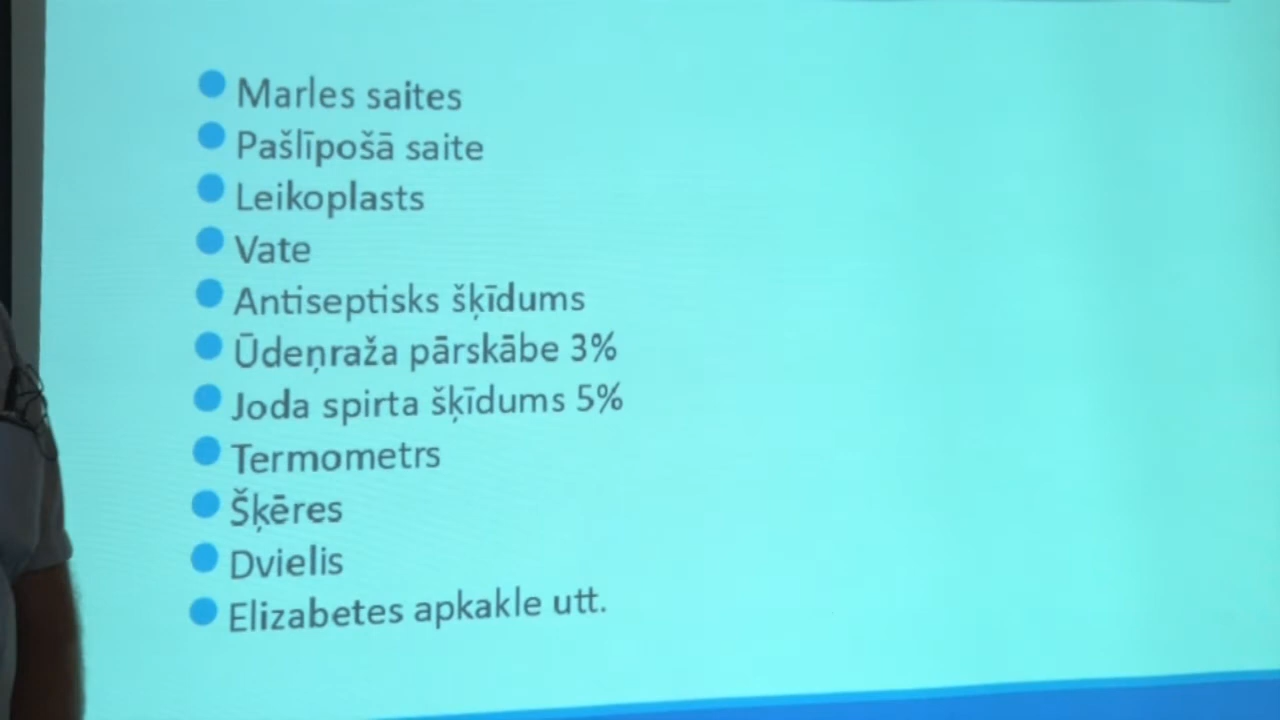 Marles saites
Pašlīpošā saite
Leikoplasts
Vate
Antiseptisks šķīdums
Ūdeņraža pārskābe 3%
Joda spirta šķīdums 5%
Termometrs
Šķēres
Dvielis
Elizabetes apkakle utt.